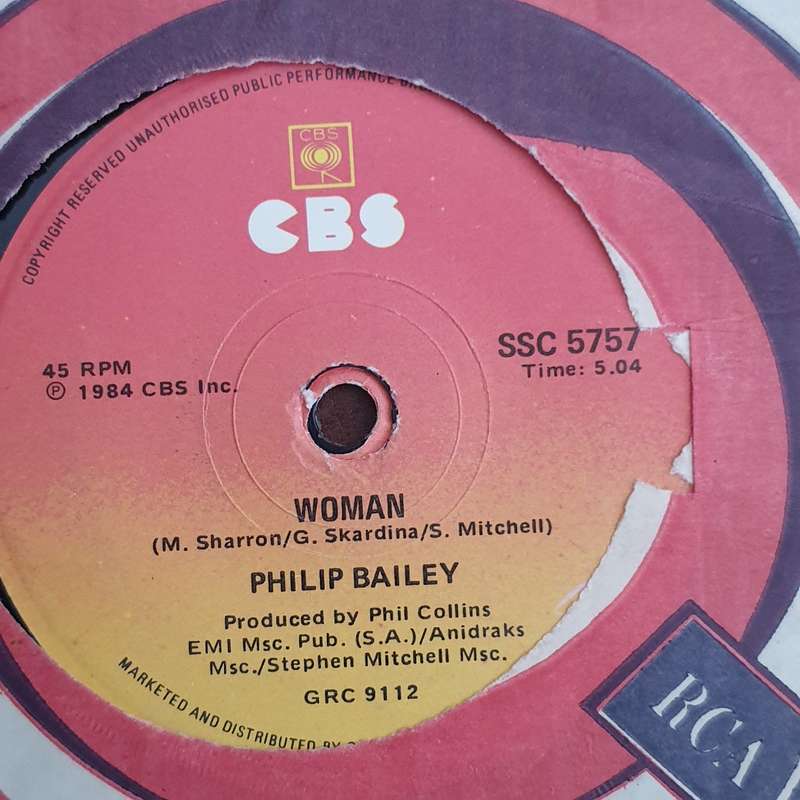 COPYRIGHT RESERVED UNAUTHORISED PUBLIC PERFORMANCE
CBS
CBS
SSC 5757
Time: 5.04
45 RPM
℗ 1984 CBS Inc.
WOMAN
(M. Sharron/G. Skardina/S. Mitchell)
PHILIP BAILEY
Produced by Phil Collins
EMI Msc. Pub. (S.A.)/Anidraks
Msc./Stephen Mitchell Msc.
GRC 9112
MARKETED AND DISTRIBUTED BY
RCA